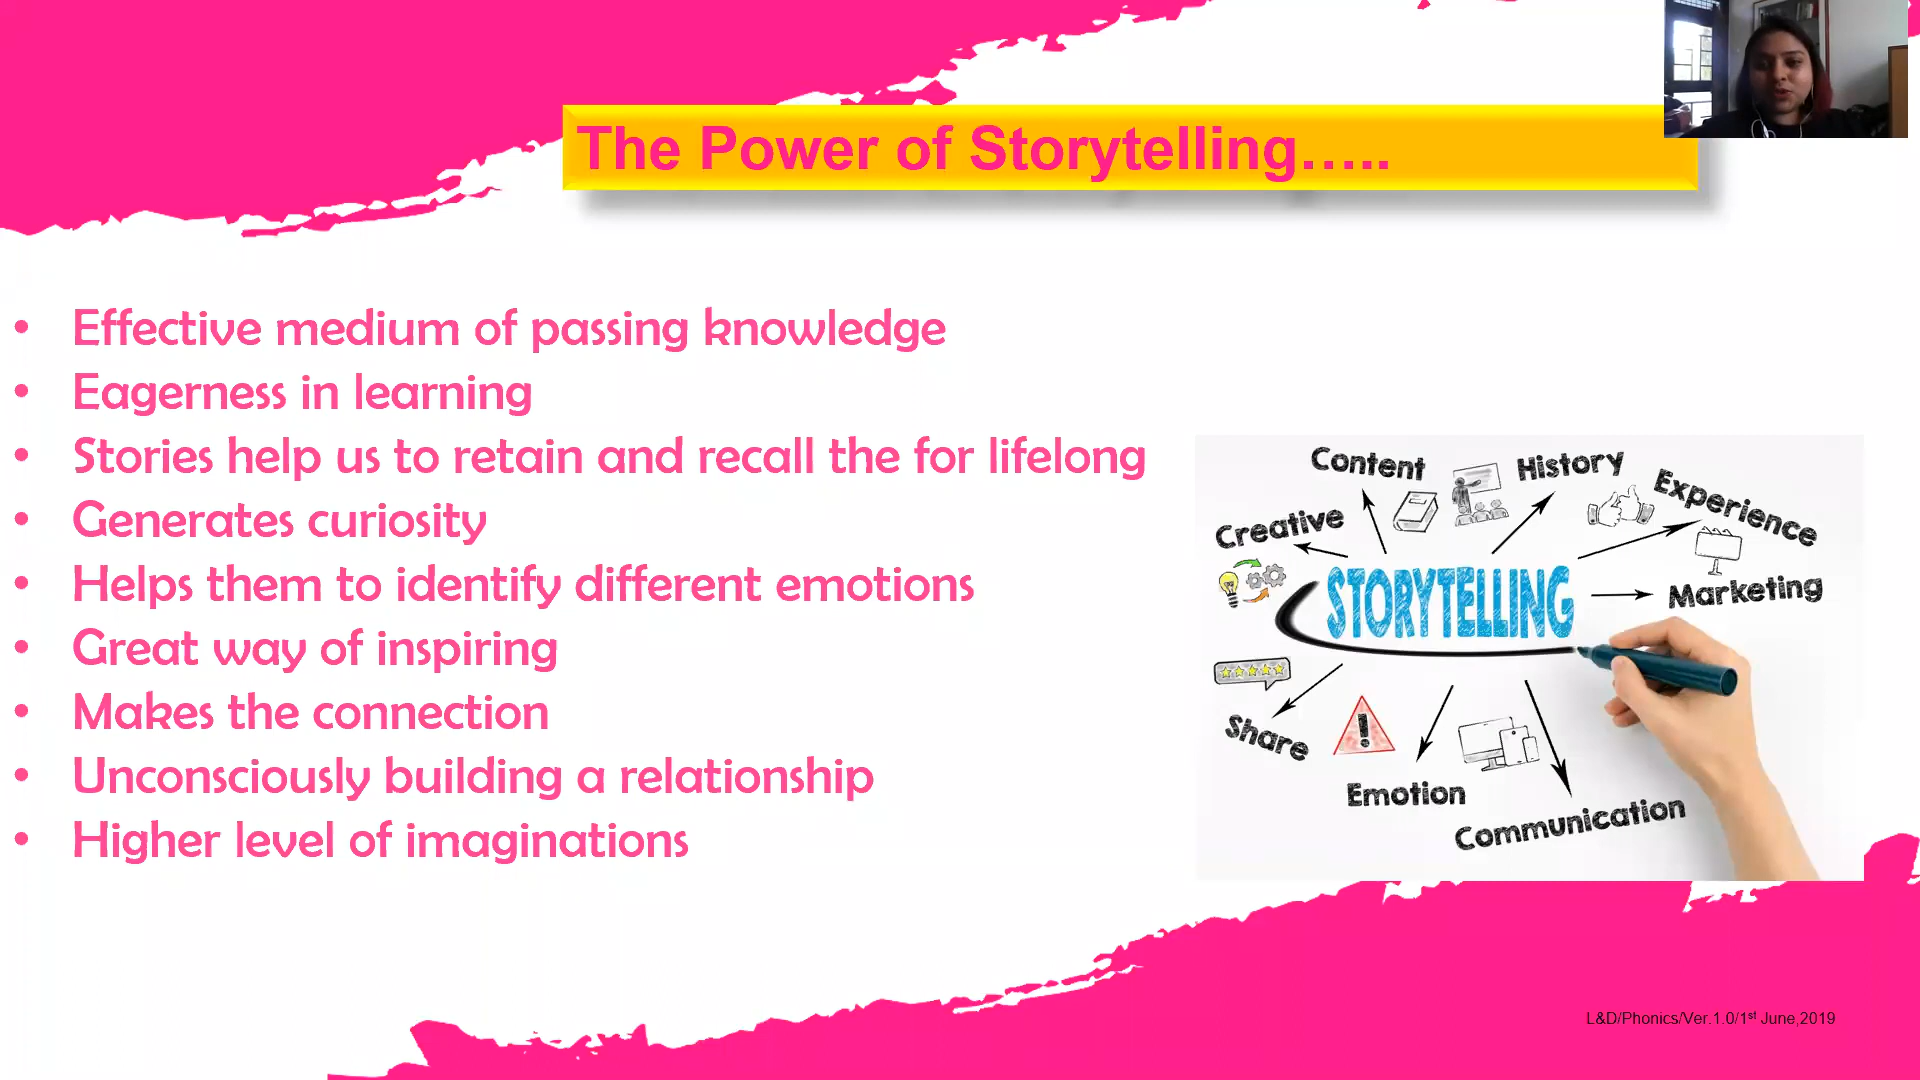 The Power of Storytelling…..
• Effective medium of passing knowledge
• Eagerness in learning
• Stories help us to retain and recall the for lifelong
• Generates curiosity
• Helps them to identify different emotions
• Great way of inspiring
• Makes the connection
• Unconsciously building a relationship
• Higher level of imaginations
Content
History
Experience
Creative
STORYTELLING
Marketing
Share
Emotion
Communication
L&D/Phonics/Ver.1.0/1st June,2019